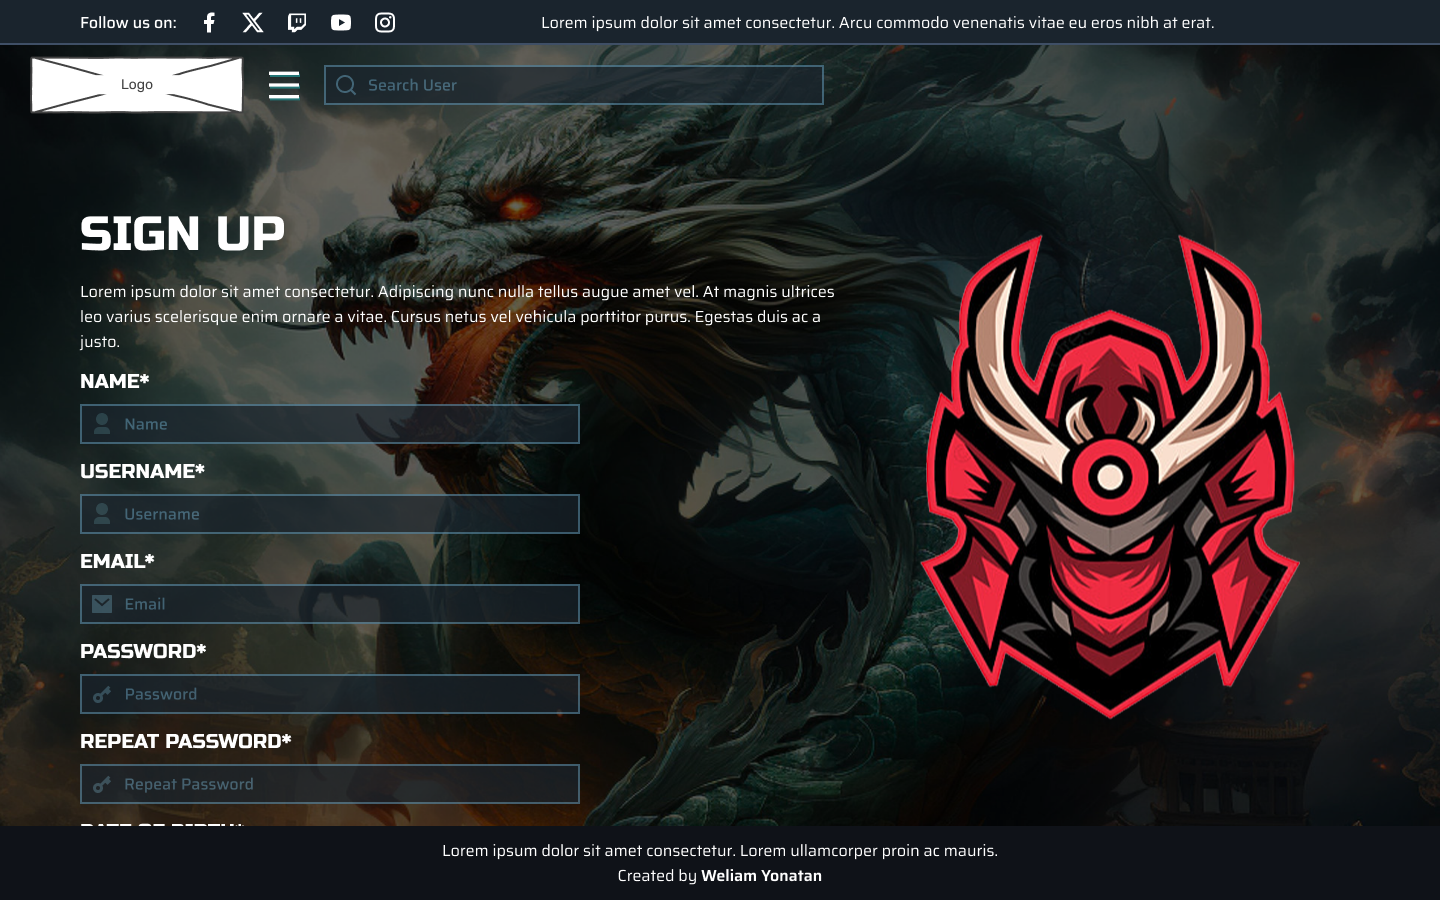 Follow us on:
Lorem ipsum dolor sit amet consectetur. Arcu commodo venenatis vitae eu eros nibh at erat.
Logo
Search User
SIGN UP
Lorem ipsum dolor sit amet consectetur. Adipiscing nunc nulla tellus augue amet vel. At magnis ultrices
leo varius scelerisque enim ornare a vitae. Cursus netus vel vehicula porttitor purus. Egestas duis ac a
justo.
NAME*
Name
USERNAME*
Username
EMAIL*
Email
PASSWORD*
Password
REPEAT PASSWORD*
Repeat Password
DATE OF BIRTH*
Lorem ipsum dolor sit amet consectetur. Lorem ullamcorper proin ac mauris.
Created by Weliam Yonatan